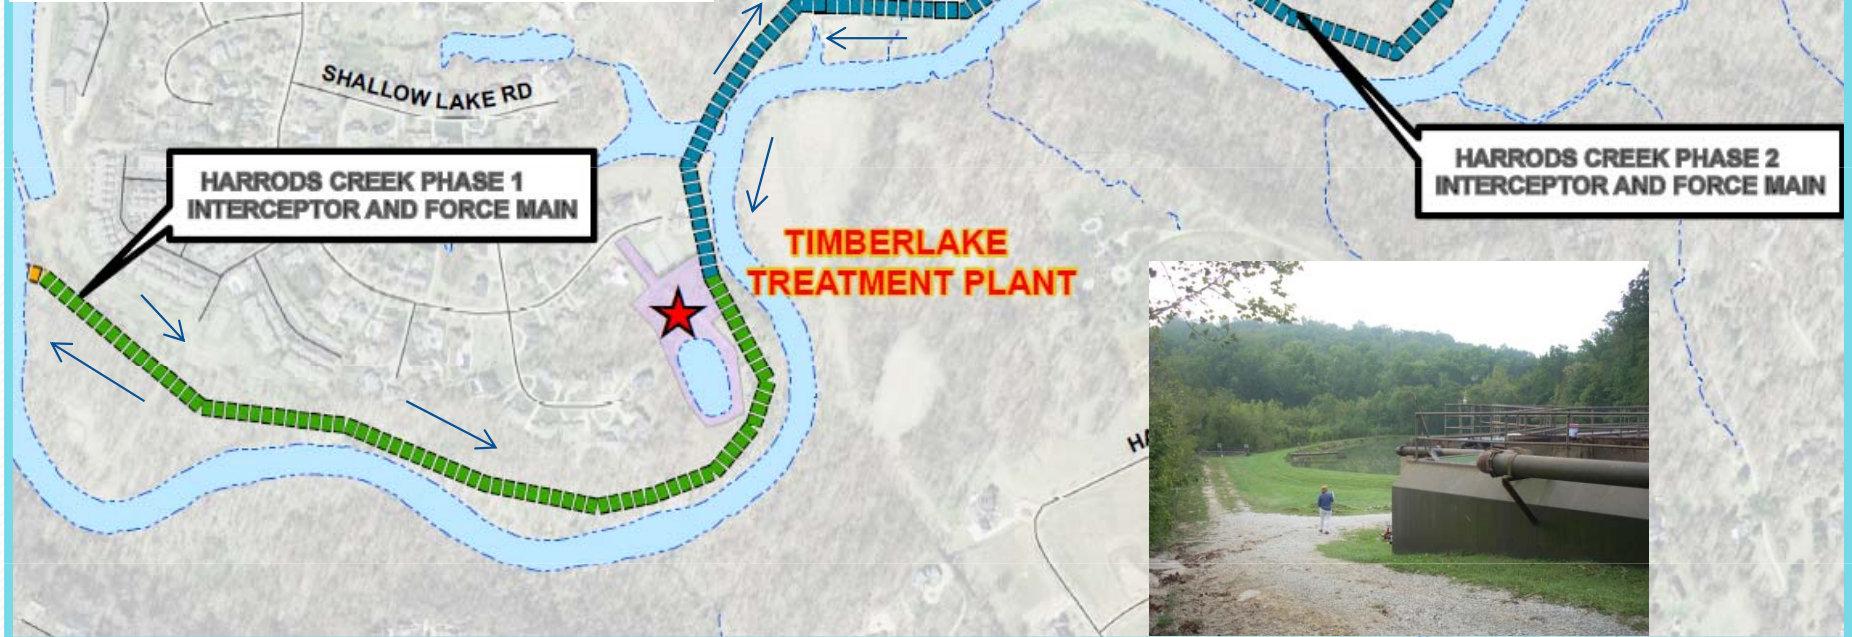 SHALLOW LAKE RD
HARRODS CREEK PHASE 1
INTERCEPTOR AND FORCE MAIN
HARRODS CREEK PHASE 2
INTERCEPTOR AND FORCE MAIN
TIMBERLAKE
TREATMENT PLANT
HA